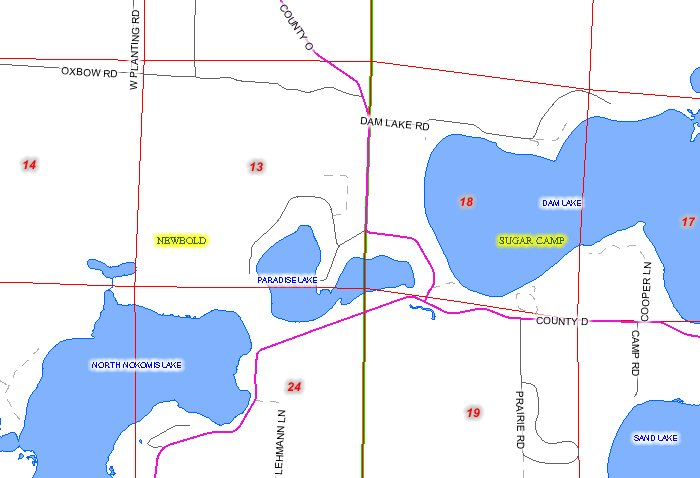 COUNTY O
W PLANTING RD
OXBOW RD
DAM LAKE RD
14
13
18
DAM LAKE
17
NEWBOLD
SUGAR CAMP
PARADISE LAKE
COOPER LN
COUNTY D
NORTH NOKOMIS LAKE
CAMP RD
24
19
PRAIRIE RD
LEHMANN LN
SAND LAKE